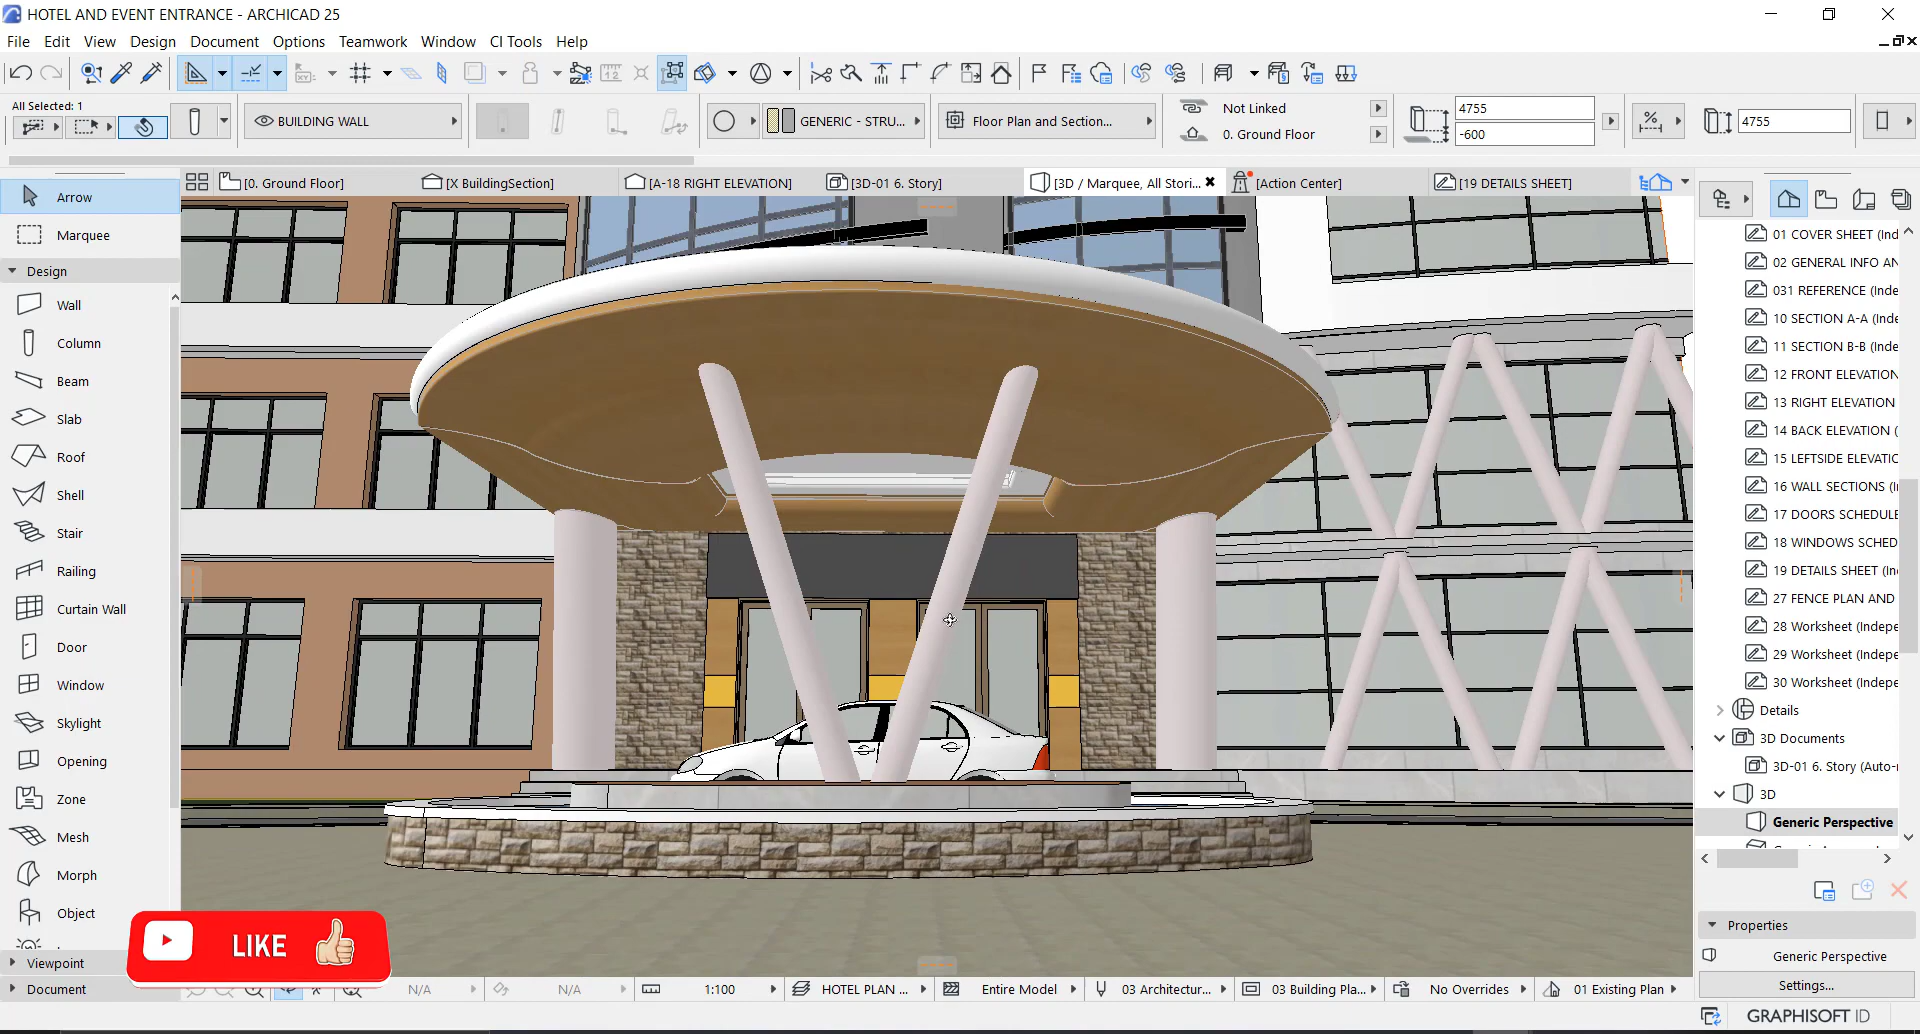 HOTEL AND EVENT ENTRANCE - ARCHICAD 25
File Edit View Design Document Options Teamwork Window CI Tools Help
All Selected: 1
BUILDING WALL
GENERIC - STRU...
Floor Plan and Section...
Not Linked
0. Ground Floor
4755
-600
4755
[0. Ground Floor]
[X BuildingSection]
[A-18 RIGHT ELEVATION]
[3D-01 6. Story]
[3D / Marquee, All Stori...
[Action Center]
[19 DETAILS SHEET]
Arrow
Marquee
Design
Wall
Column
Beam
Slab
Roof
Shell
Stair
Railing
Curtain Wall
Door
Window
Skylight
Opening
Zone
Mesh
Morph
Object
Viewpoint
Document
LIKE
01 COVER SHEET (Ind
02 GENERAL INFO AN
031 REFERENCE (Inde
10 SECTION A-A (Inde
11 SECTION B-B (Inde
12 FRONT ELEVATION
13 RIGHT ELEVATION
14 BACK ELEVATION (
15 LEFTSIDE ELEVATIC
16 WALL SECTIONS (I
17 DOORS SCHEDULE
18 WINDOWS SCHED
19 DETAILS SHEET (In
27 FENCE PLAN AND
28 Worksheet (Indepe
29 Worksheet (Indepe
30 Worksheet (Indepe
Details
3D Documents
3D-01 6. Story (Auto-
3D
Generic Perspective
Properties
Generic Perspective
Settings...
N/A
N/A
1:100
HOTEL PLAN ...
Entire Model
03 Architectur...
03 Building Pla...
No Overrides
01 Existing Plan
GRAPHISOFT ID